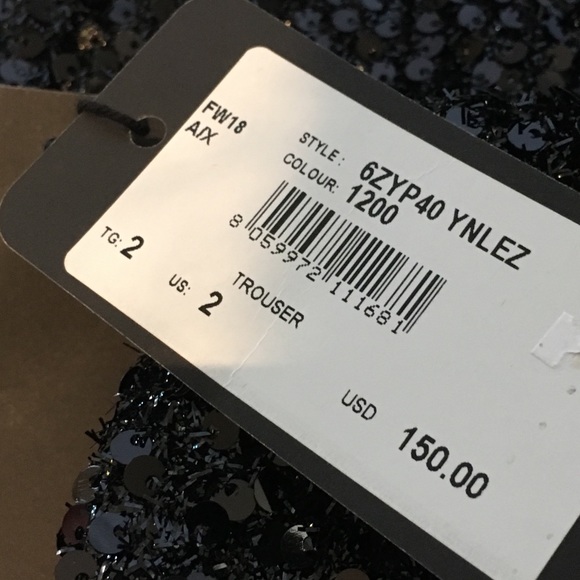 FW18
A/X
STYLE: 6ZYP40 YNLEZ
COLOUR: 1200
8 059972 111681
TG: 2
US: 2
TROUSER
USD 150.00